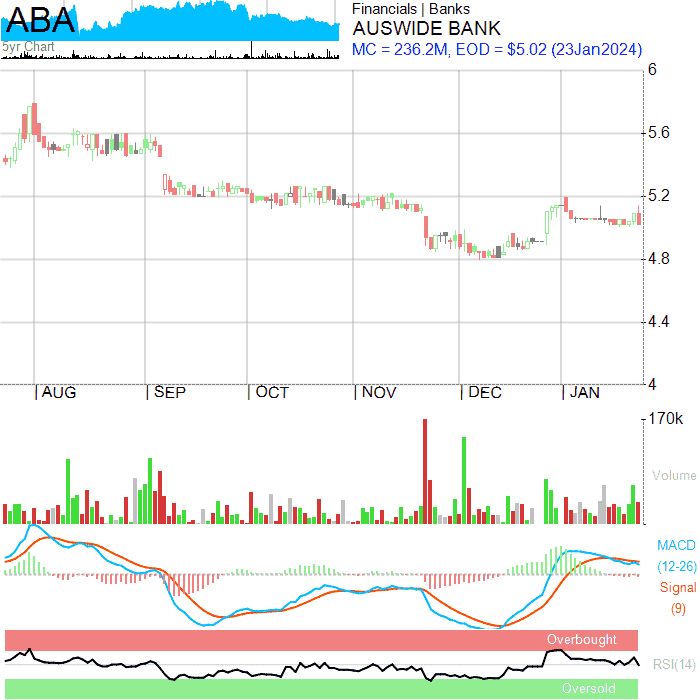 ABA
5yr Chart
Financials | Banks
AUSWIDE BANK
MC = 236.2M, EOD = $5.02 (23Jan2024)
6
5.6
5.2
4.8
4.4
4
| AUG | SEP | OCT | NOV | DEC | JAN
170k
Volume
MACD
(12-26)
Signal
(9)
Overbought
RSI(14)
Oversold